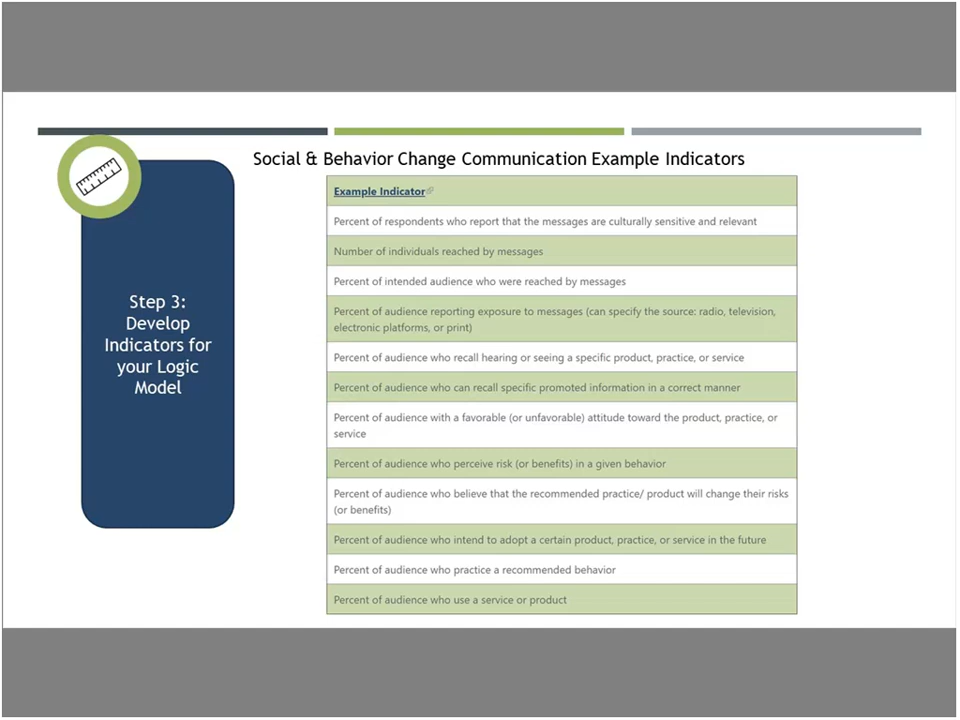 Social & Behavior Change Communication Example Indicators
Step 3:
Develop
Indicators for
your Logic
Model
Example Indicator
Percent of respondents who report that the messages are culturally sensitive and relevant
Number of individuals reached by messages
Percent of intended audience who were reached by messages
Percent of audience reporting exposure to messages (can specify the source: radio, television,
electronic platforms, or print)
Percent of audience who recall hearing or seeing a specific product, practice, or service
Percent of audience who can recall specific promoted information in a correct manner
Percent of audience with a favorable (or unfavorable) attitude toward the product, practice, or
service
Percent of audience who perceive risk (or benefits) in a given behavior
Percent of audience who believe that the recommended practice/ product will change their risks
(or benefits)
Percent of audience who intend to adopt a certain product, practice, or service in the future
Percent of audience who practice a recommended behavior
Percent of audience who use a service or product